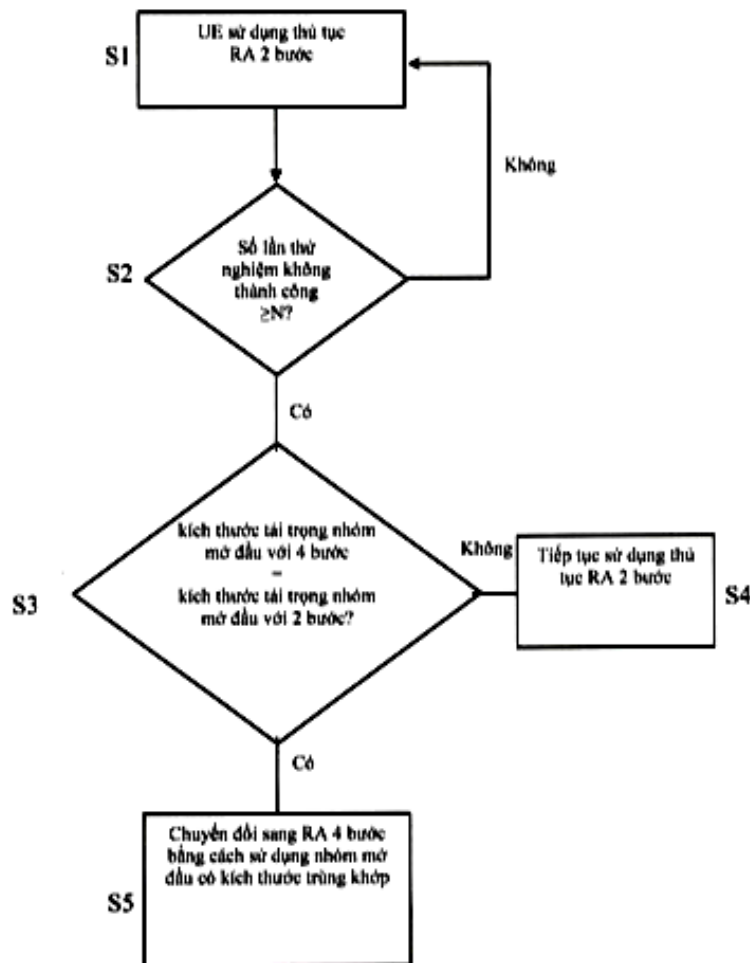 S1
UE sử dụng thủ tục
RA 2 bước
Không
S2
Số lần thử
nghiệm không
thành công
≥N?
Có
S3
kích thước tải trọng nhóm
mở đầu với 4 bước
=
kích thước tải trọng nhóm
mở đầu với 2 bước?
Không
Tiếp tục sử dụng thủ
tục RA 2 bước
S4
Có
Chuyển đổi sang RA 4 bước
bằng cách sử dụng nhóm mở
đầu có kích thước trùng khớp
S5